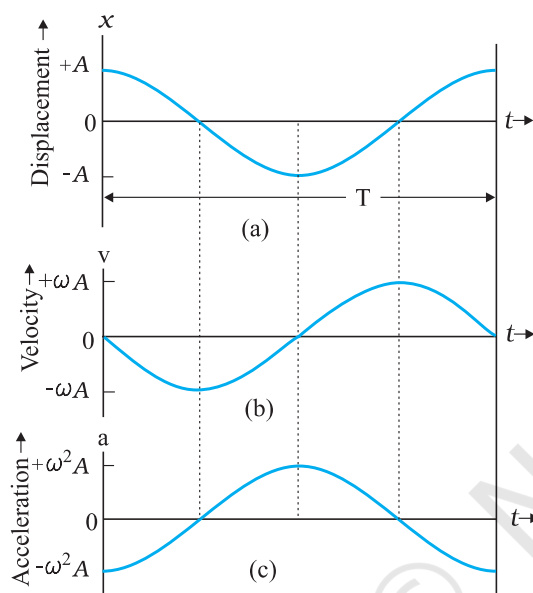 x
Displacement→
+A
0
t→
-A
T
(a)
v
Velocity→
+ωA
0
t→
-ωA
(b)
a
Acceleration→
+ω²A
0
t→
-ω²A
(c)
© N